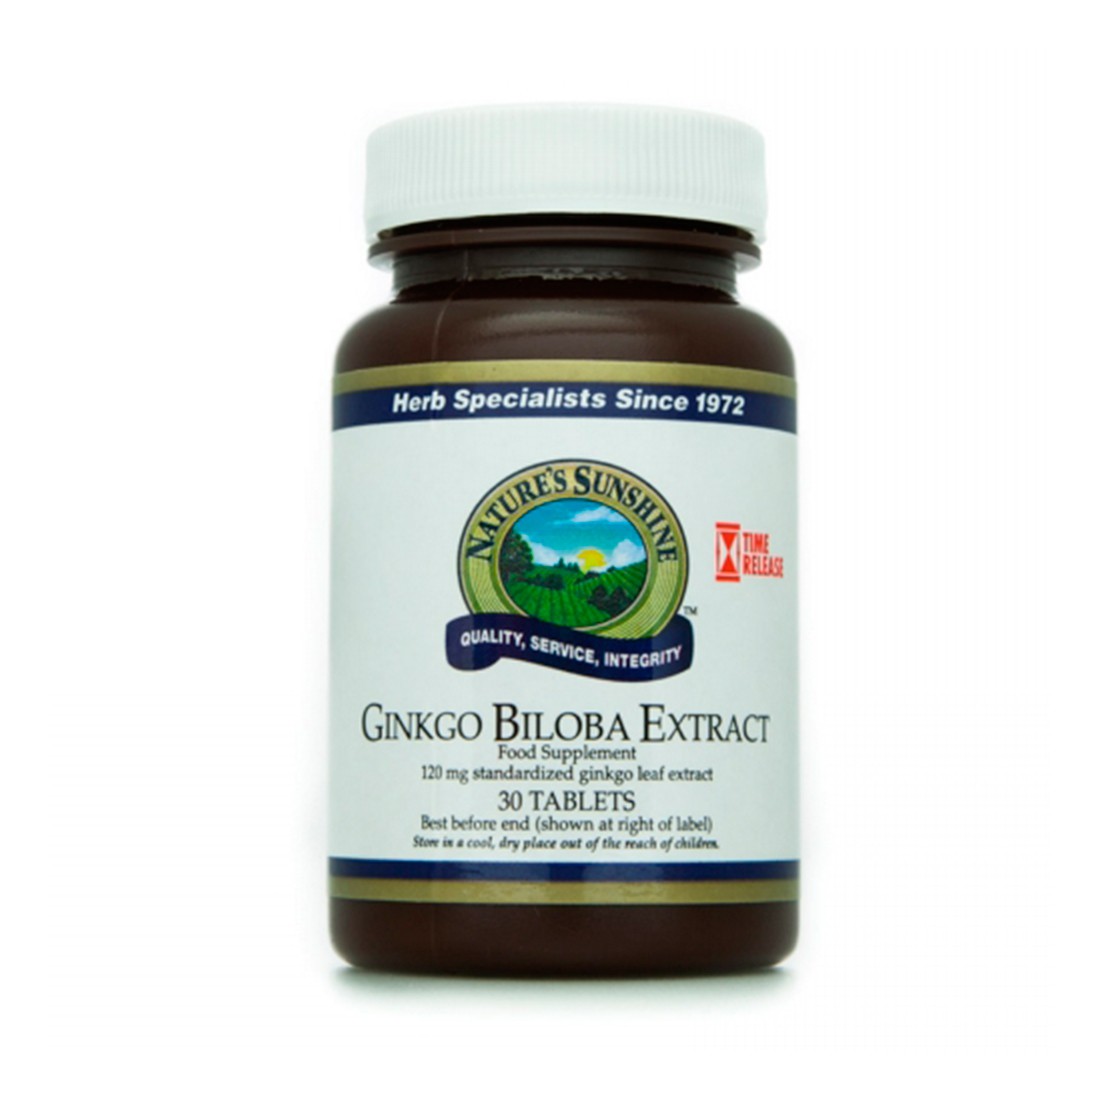 Herb Specialists Since 1972
NATURE'S SUNSHINE
TM
QUALITY, SERVICE, INTEGRITY
TIME
RELEASE
GINKGO BILOBA EXTRACT
Food Supplement
120 mg standardized ginkgo leaf extract
30 TABLETS
Best before end (shown at right of label)
Store in a cool, dry place out of the reach of children.